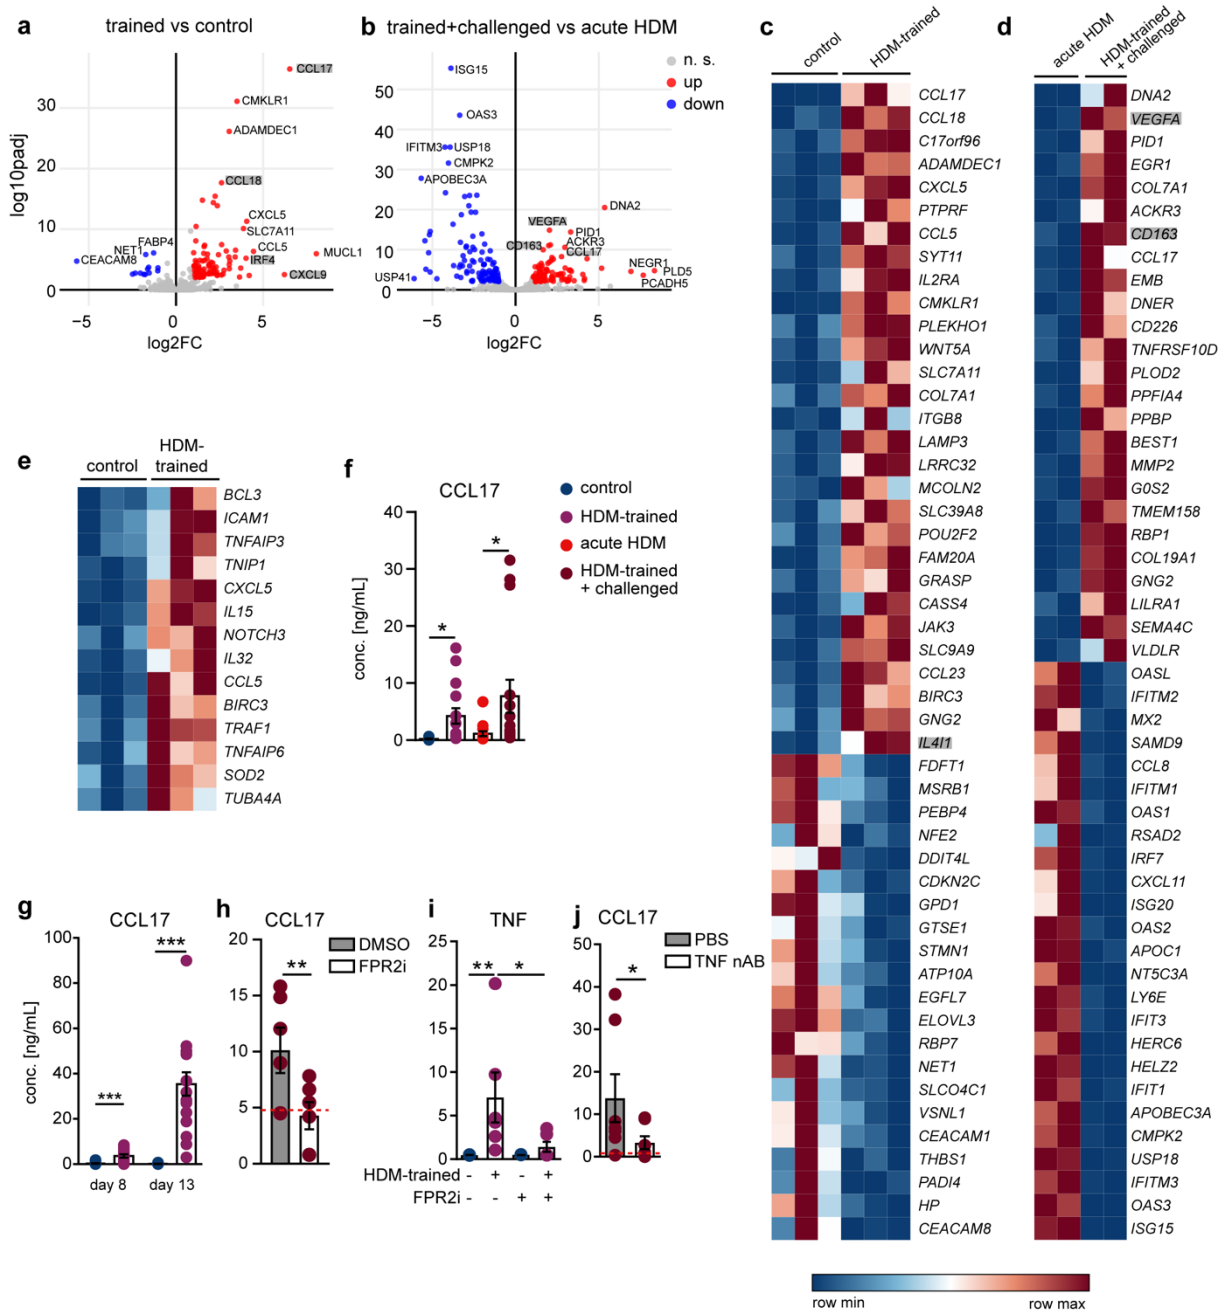 a trained vs control
log10padj
30
20
10
0
−5
0
5
log2FC
CCL17
CMKLR1
ADAMDEC1
CCL18
CXCL5
SLC7A11
CCL5
MUCL1
IRF4
CXCL9
FABP4
NET1
CEACAM8
b trained+challenged vs acute HDM
50
40
30
20
10
0
−5
0
5
log2FC
ISG15
OAS3
IFITM3
USP18
CMPK2
APOBEC3A
DNA2
VEGFA
PID1
CD163
ACKR3
CCL17
NEGR1
PLD5
PCADH5
USP41
n. s.
up
down
c
control
HDM-trained
CCL17
CCL18
C17orf96
ADAMDEC1
CXCL5
PTPRF
CCL5
SYT11
IL2RA
CMKLR1
PLEKHO1
WNT5A
SLC7A11
COL7A1
ITGB8
LAMP3
LRRC32
MCOLN2
SLC39A8
POU2F2
FAM20A
GRASP
CASS4
JAK3
SLC9A9
CCL23
BIRC3
GNG2
IL4I1
FDFT1
MSRB1
PEBP4
NFE2
DDIT4L
CDKN2C
GPD1
GTSE1
STMN1
ATP10A
EGFL7
ELOVL3
RBP7
NET1
SLCO4C1
VSNL1
CEACAM1
THBS1
PADI4
HP
CEACAM8
d
acute HDM
HDM-trained
+ challenged
DNA2
VEGFA
PID1
EGR1
COL7A1
ACKR3
CD163
CCL17
EMB
DNER
CD226
TNFRSF10D
PLOD2
PPFIA4
PPBP
BEST1
MMP2
G0S2
TMEM158
RBP1
COL19A1
GNG2
LILRA1
SEMA4C
VLDLR
OASL
IFITM2
MX2
SAMD9
CCL8
IFITM1
OAS1
RSAD2
IRF7
CXCL11
ISG20
OAS2
APOC1
NT5C3A
LY6E
IFIT3
HERC6
HELZ2
IFIT1
APOBEC3A
CMPK2
USP18
IFITM3
OAS3
ISG15
row min
row max
e
control
HDM-
trained
BCL3
ICAM1
TNFAIP3
TNIP1
CXCL5
IL15
NOTCH3
IL32
CCL5
BIRC3
TRAF1
TNFAIP6
SOD2
TUBA4A
f
CCL17
conc. [ng/mL]
40
30
20
10
0
*
*
control
HDM-trained
acute HDM
HDM-trained
+ challenged
g
CCL17
conc. [ng/mL]
100
80
60
40
20
0
***
***
day 8
day 13
h
CCL17
20
15
10
5
0
**
DMSO
FPR2i
i
TNF
25
20
15
10
5
0
**
*
HDM-trained - + - +
FPR2i - - + +
j
CCL17
50
40
30
20
10
0
*
PBS
TNF nAB